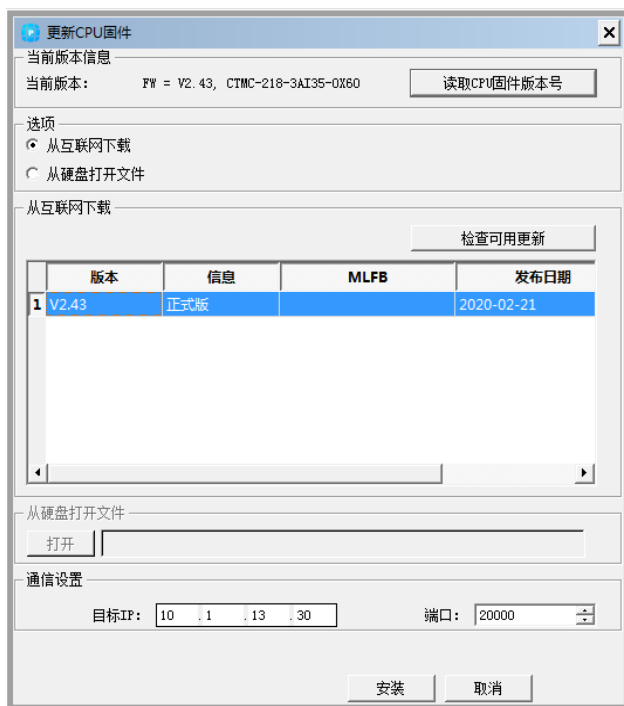 更新CPU固件
当前版本信息
当前版本: FW = V2.43, CTMC-218-3AI35-0X60 读取CPU固件版本号
选项
从互联网下载
从硬盘打开文件
从互联网下载
检查可用更新
版本 信息 MLFB 发布日期
1 V2.43 正式版 2020-02-21
从硬盘打开文件
打开
通信设置
目标IP: 10 .1 .13 .30 端口: 20000
安装 取消